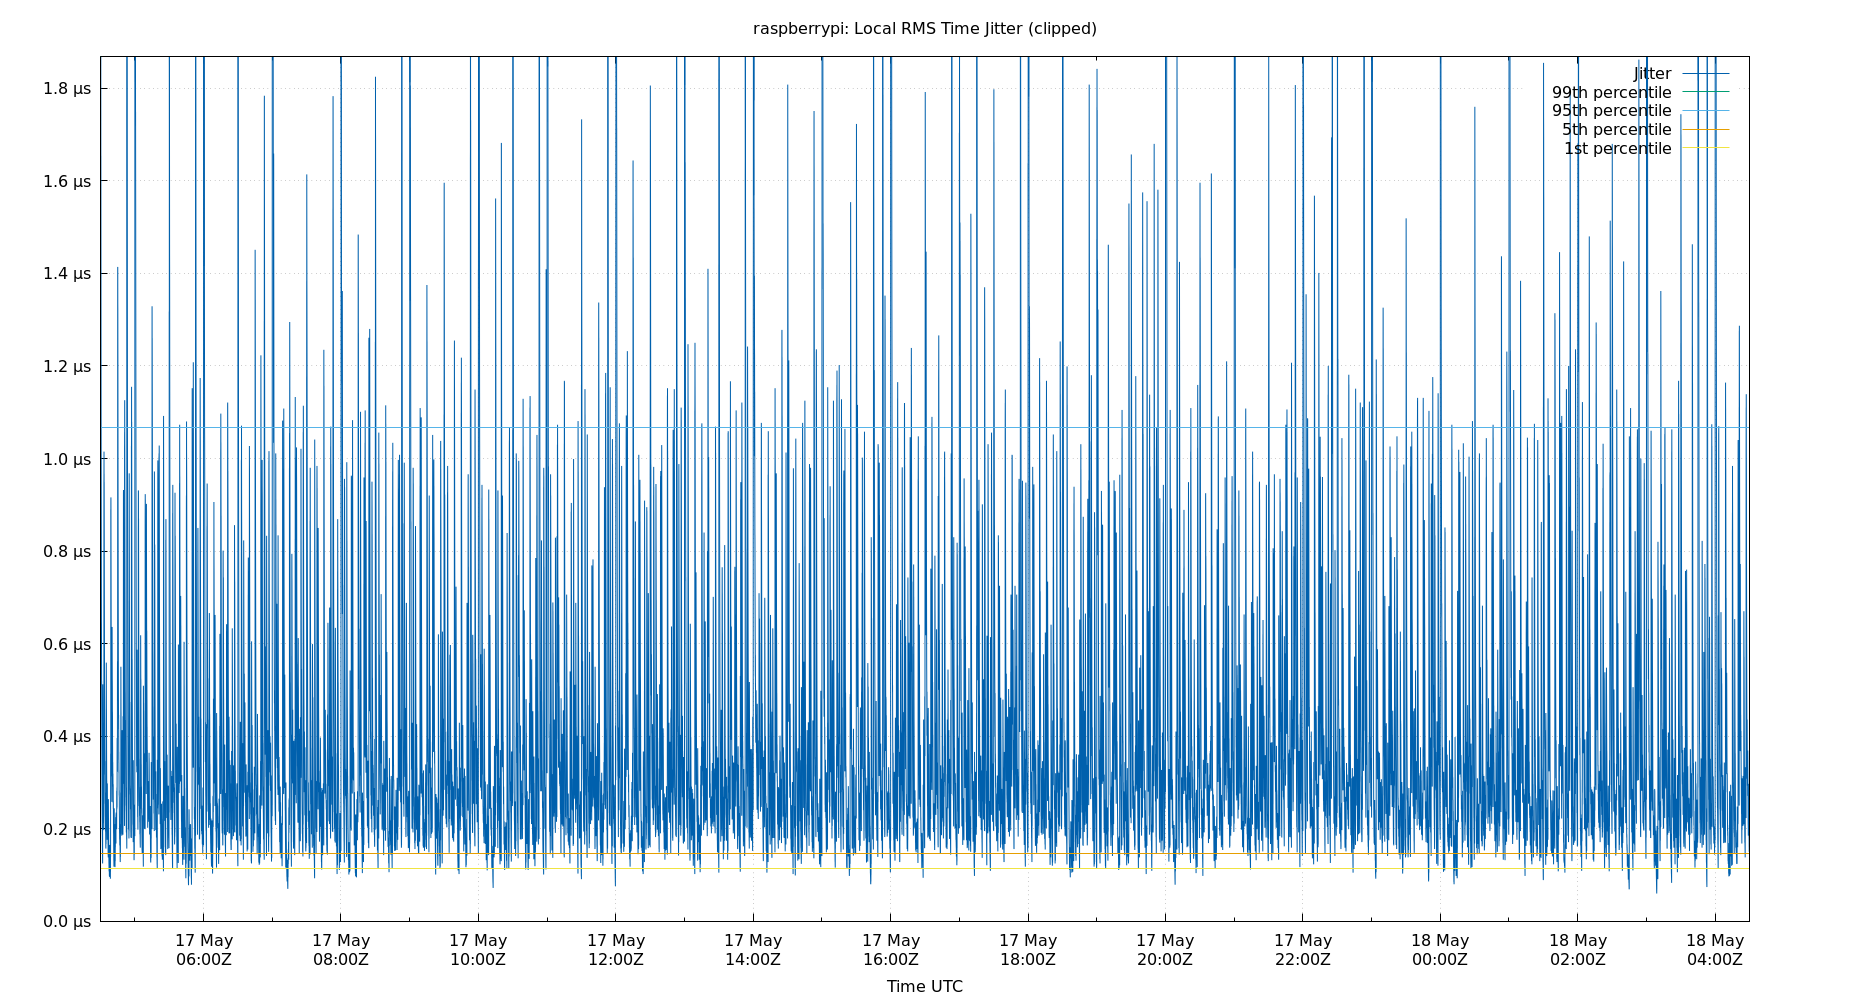 raspberrypi: Local RMS Time Jitter (clipped)
Jitter
99th percentile
95th percentile
5th percentile
1st percentile
1.8 µs
1.6 µs
1.4 µs
1.2 µs
1.0 µs
0.8 µs
0.6 µs
0.4 µs
0.2 µs
0.0 µs
17 May 17 May 17 May 17 May 17 May 17 May 17 May 17 May 17 May 18 May 18 May 18 May
06:00Z 08:00Z 10:00Z 12:00Z 14:00Z 16:00Z 18:00Z 20:00Z 22:00Z 00:00Z 02:00Z 04:00Z
Time UTC